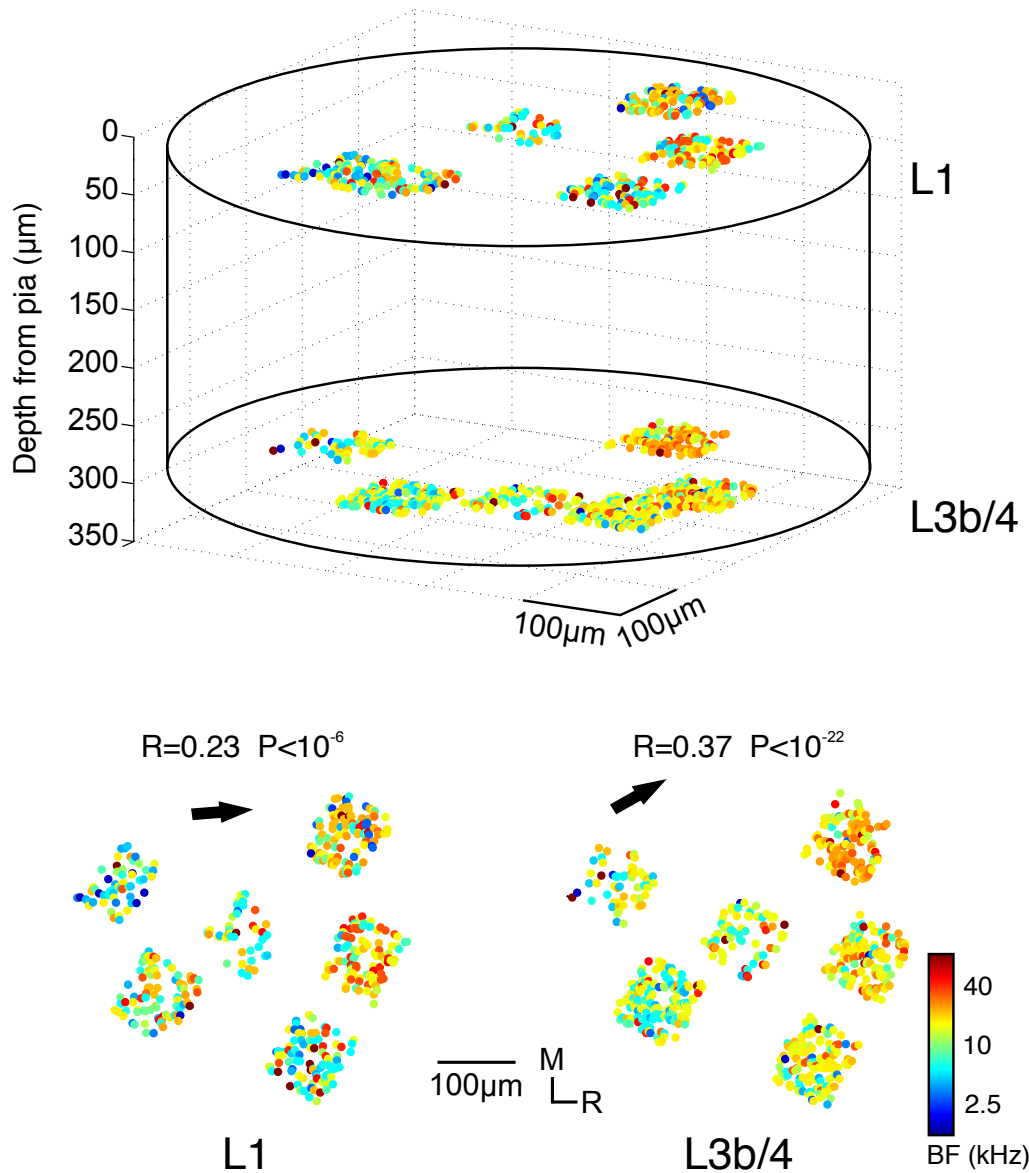 0
50
100
150
200
250
300
350
Depth from pia (µm)
L1
L3b/4
100µm
100µm
R=0.23 P<10⁻⁶
R=0.37 P<10⁻²²
100µm
M
R
40
10
2.5
BF (kHz)
L1
L3b/4